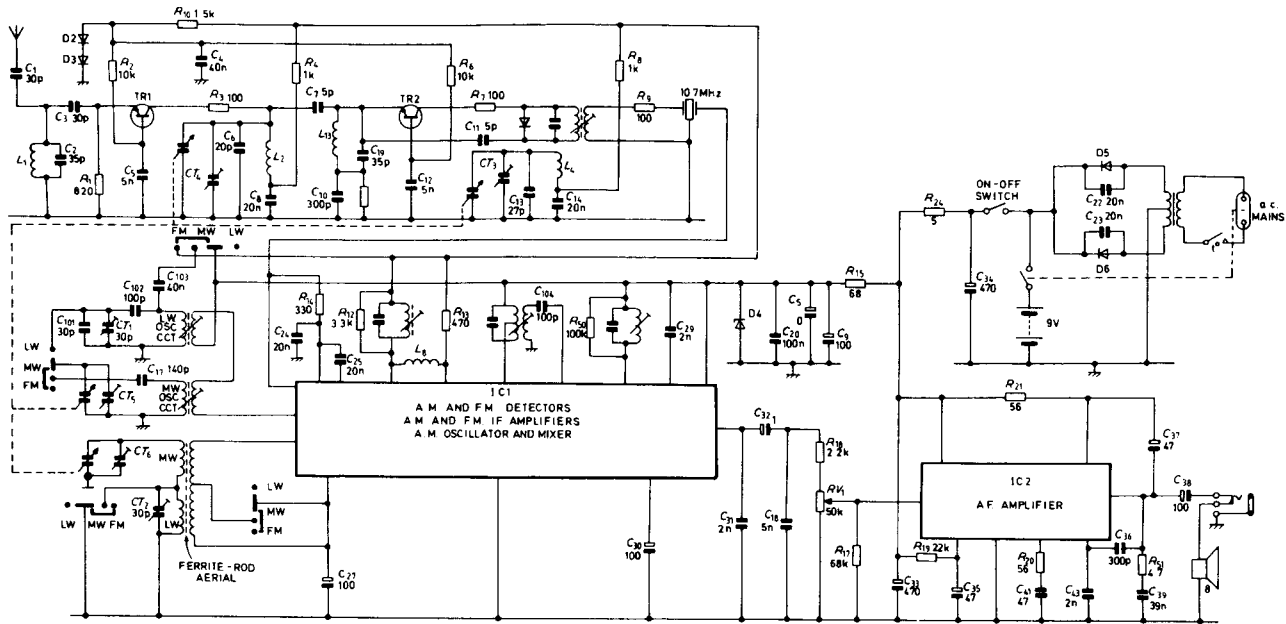 R10 1 5k
D2
D3
C1
30p
R2
10k
C4
40n
R4
1k
R6
10k
R8
1k
TR1
R3 100
C7 5p
TR2
R7 100
R9
100
10 7MHz
C3 30p
C11 5p
L1
C2
35p
R1
820
C5
5n
CT4
C6
20p
L2
C8
20n
L13
C19
35p
C10
300p
C12
5n
CT3
C13
27p
L4
C14
20n
FM MW LW
D5
C22 20n
C23 20n
D6
ON-OFF
SWITCH
R24
5
a.c.
MAINS
t°
C34
470
9V
C103
40n
C102
100p
C101
30p
CT1
30p
LW
OSC
CCT
LW
MW
FM
C17 140p
CT5
MW
OSC
CCT
R14
330
C24
20n
C25
20n
R12
3 3k
R13
470
L8
C104
100p
R50
100k
C29
2n
R15
68
D4
C20
100n
C5
0
C9
100
IC1
A.M. AND F.M. DETECTORS
A.M. AND F.M. I.F. AMPLIFIERS
A.M. OSCILLATOR AND MIXER
CT6
MW
CT2
30p
LW
LW MW FM
LW
MW
FM
FERRITE-ROD
AERIAL
C27
100
C30
100
C31
2n
C32 1
C18
5n
R18
2 2k
RV1
50k
R17
68k
R21
56
C37
47
IC2
A.F. AMPLIFIER
C38
100
R19 22k
C33
470
C35
47
R20
56
C41
47
C43
2n
C36
300p
R51
4 7
C39
39n
8